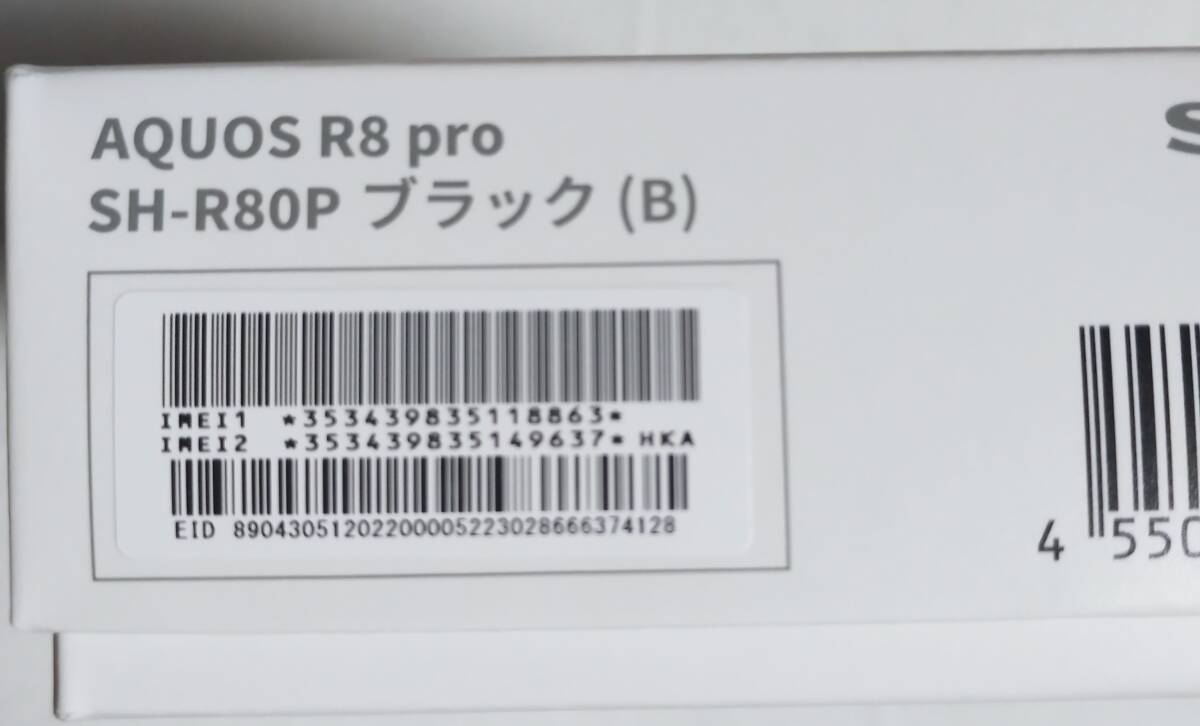 AQUOS R8 pro
SH-R80P ブラック (B)
IMEI1 *353439835118863*
IMEI2 *353439835149637* HKA
EID 89043051202200005223028666374128
S
4 550